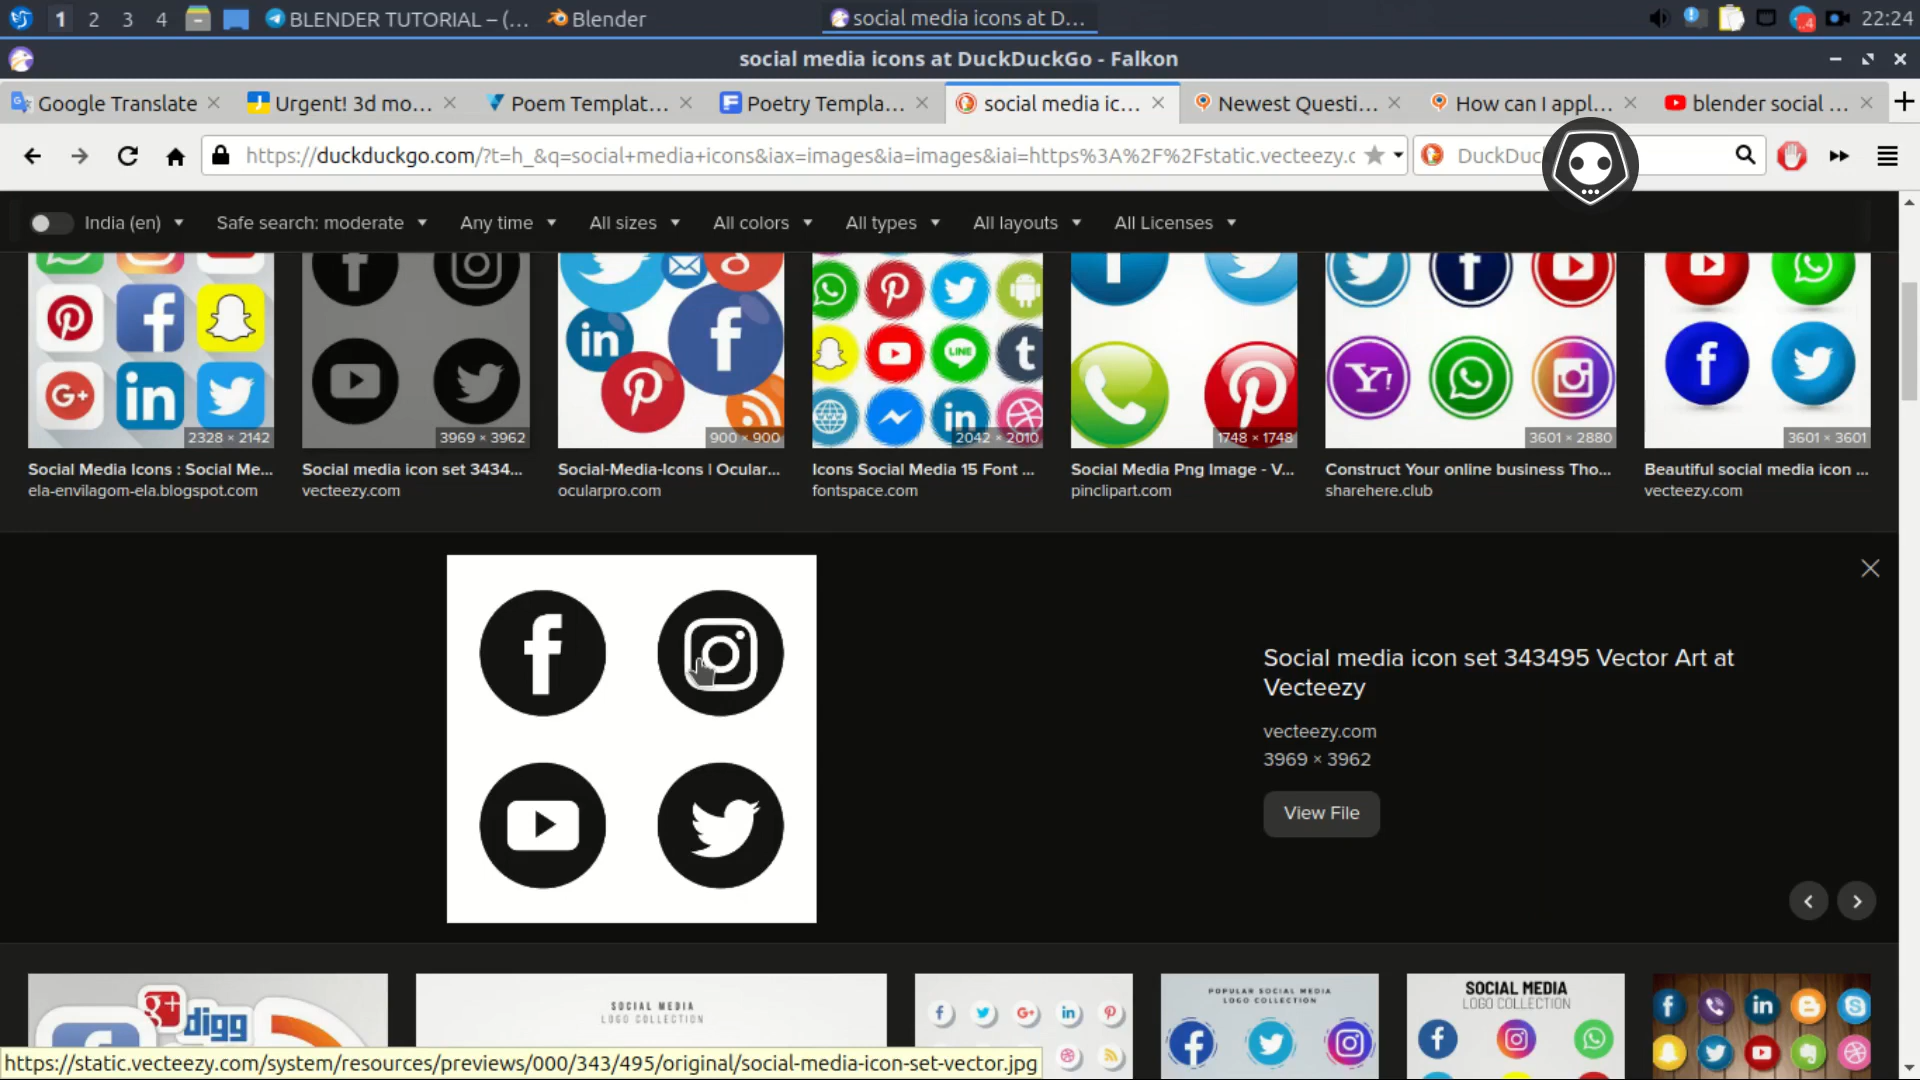 1 2 3 4 BLENDER TUTORIAL – (... Blender social media icons at D... 4 22:24
social media icons at DuckDuckGo - Falkon
Google Translate Urgent! 3d mo... Poem Templat... Poetry Templa... social media ic... Newest Questi... How can I appl... blender social ...
https://duckduckgo.com/?t=h_&q=social+media+icons&iax=images&ia=images&iai=https%3A%2F%2Fstatic.vecteezy.c DuckDuc
India (en) Safe search: moderate Any time All sizes All colors All types All layouts All Licenses
2328 × 2142 3969 × 3962 900 × 900 2042 × 2010 1748 × 1748 3601 × 2880 3601 × 3601
Social Media Icons : Social Me... Social media icon set 3434... Social-Media-Icons | Ocular... Icons Social Media 15 Font ... Social Media Png Image - V... Construct Your online business Tho... Beautiful social media icon ...
ela-envilagom-ela.blogspot.com vecteezy.com ocularpro.com fontspace.com pinclipart.com sharehere.club vecteezy.com
Social media icon set 343495 Vector Art at
Vecteezy
vecteezy.com
3969 × 3962
View File
g+ digg
SOCIAL MEDIA
LOGO COLLECTION
POPULAR SOCIAL MEDIA
LOGO COLLECTION
SOCIAL MEDIA
LOGO COLLECTION
https://static.vecteezy.com/system/resources/previews/000/343/495/original/social-media-icon-set-vector.jpg